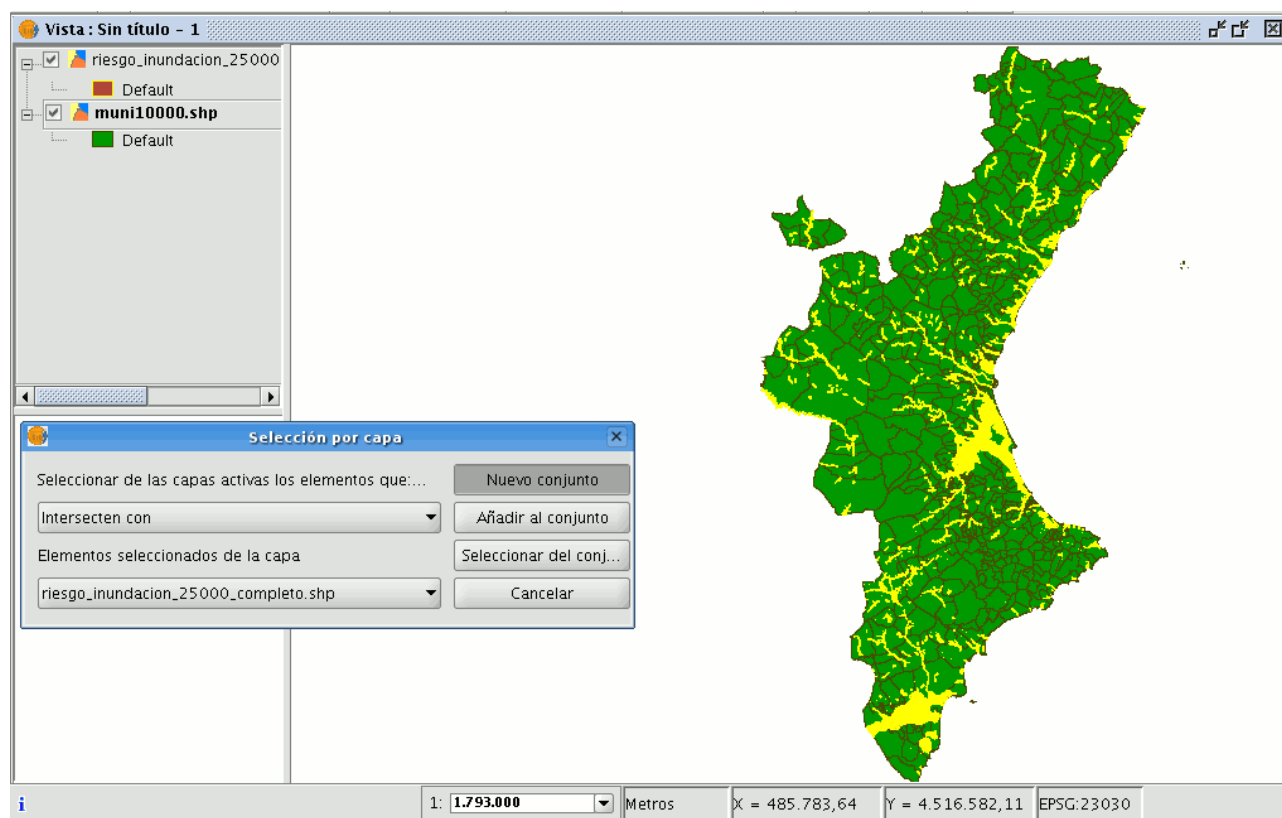 Vista : Sin título - 1
riesgo_inundacion_25000
Default
muni10000.shp
Default
Selección por capa
Seleccionar de las capas activas los elementos que:...
Nuevo conjunto
Intersecten con
Añadir al conjunto
Elementos seleccionados de la capa
Seleccionar del conj...
riesgo_inundacion_25000_completo.shp
Cancelar
1: 1.793.000 Metros X = 485.783,64 Y = 4.516.582,11 EPSG:23030